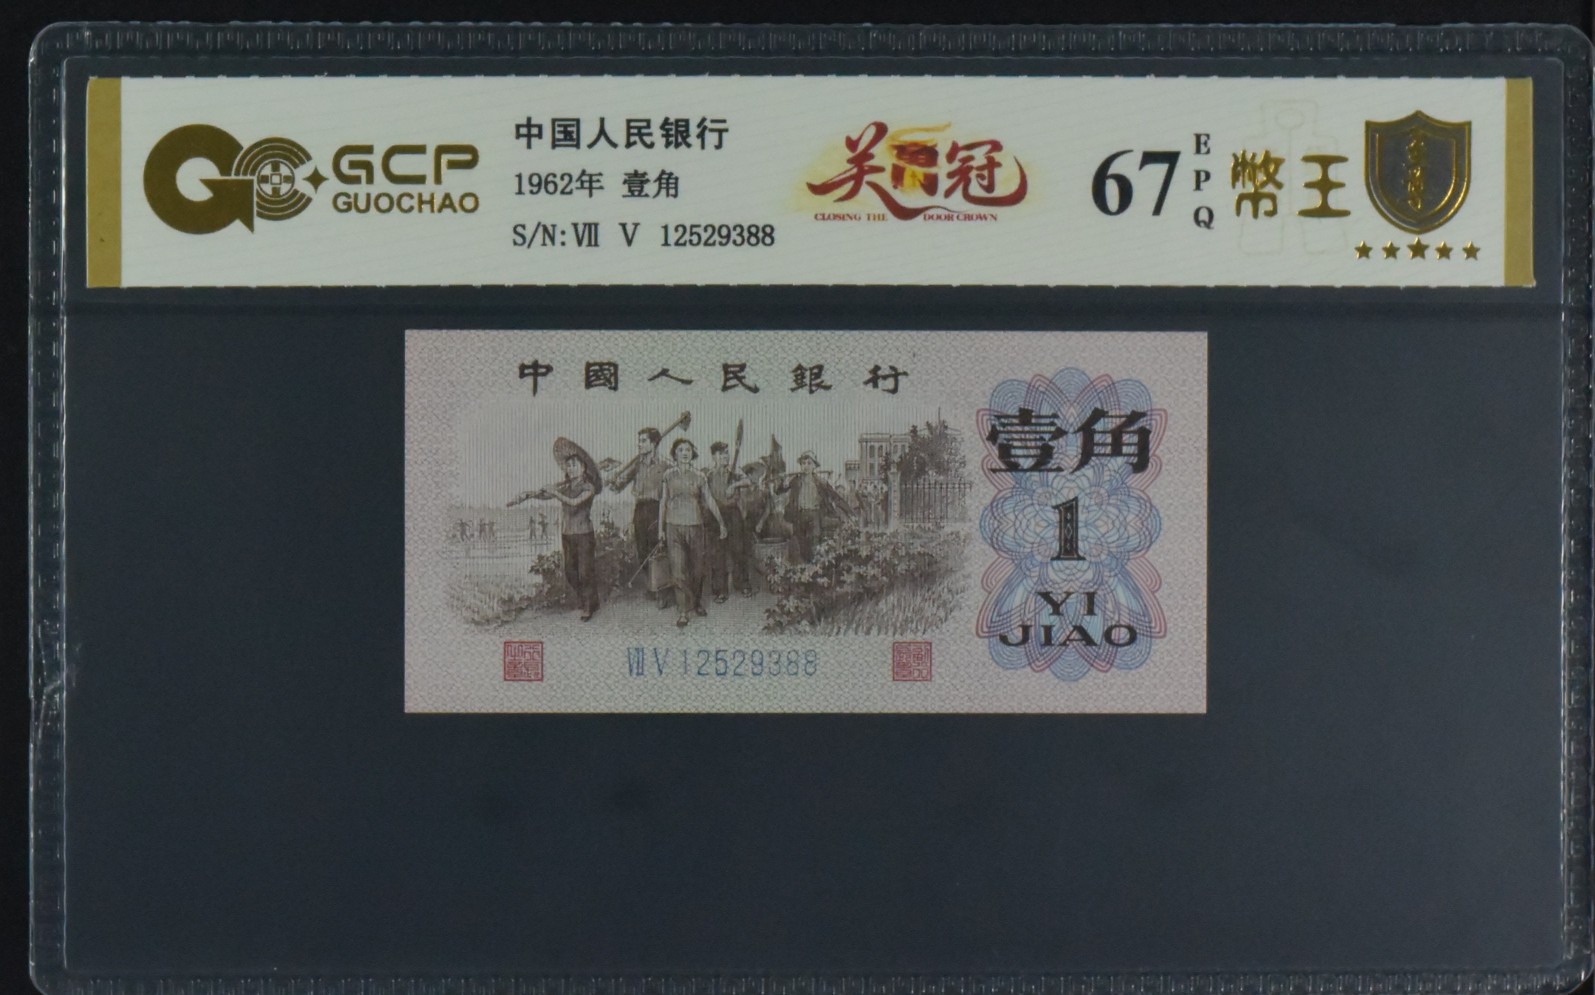 GCP
GUOCHAO
中国人民银行
1962年 壹角
S/N:Ⅶ Ⅴ 12529388
关门冠
CLOSING THE DOOR CROWN
67
EPQ
幣王
中國人民銀行
壹角
1
YI
JIAO
Ⅶ Ⅴ 12529388